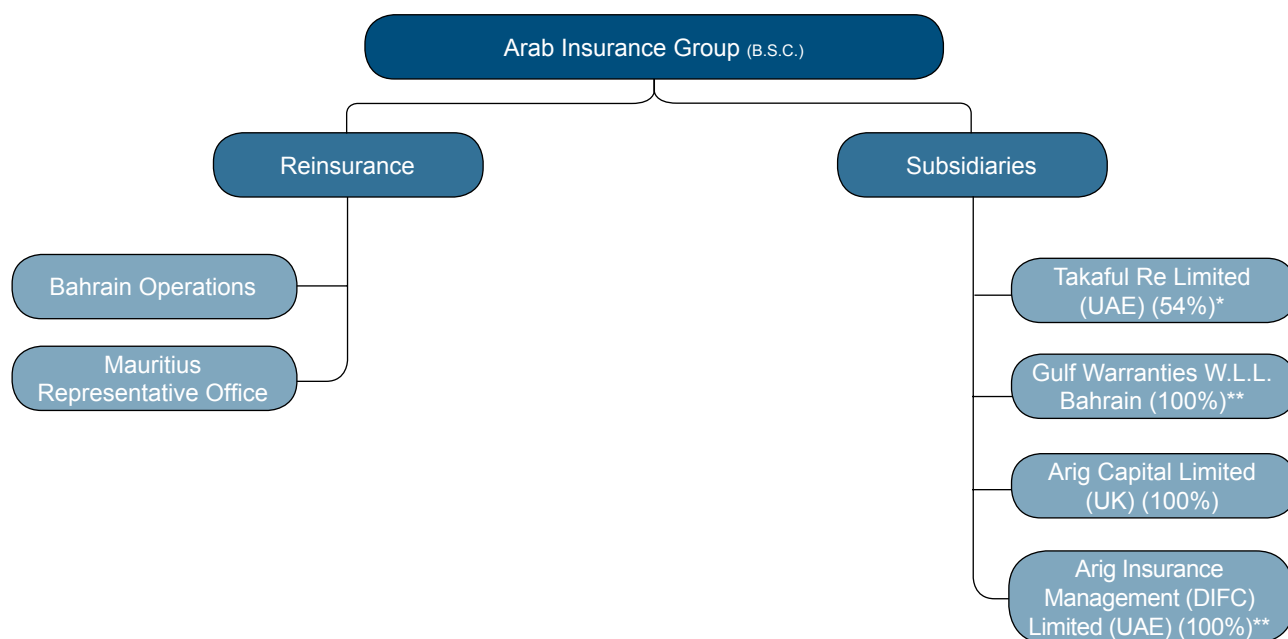 Arab Insurance Group (B.S.C.)
Reinsurance
Subsidiaries
Bahrain Operations
Mauritius
Representative Office
Takaful Re Limited
(UAE) (54%)*
Gulf Warranties W.L.L.
Bahrain (100%)**
Arig Capital Limited
(UK) (100%)
Arig Insurance
Management (DIFC)
Limited (UAE) (100%)**